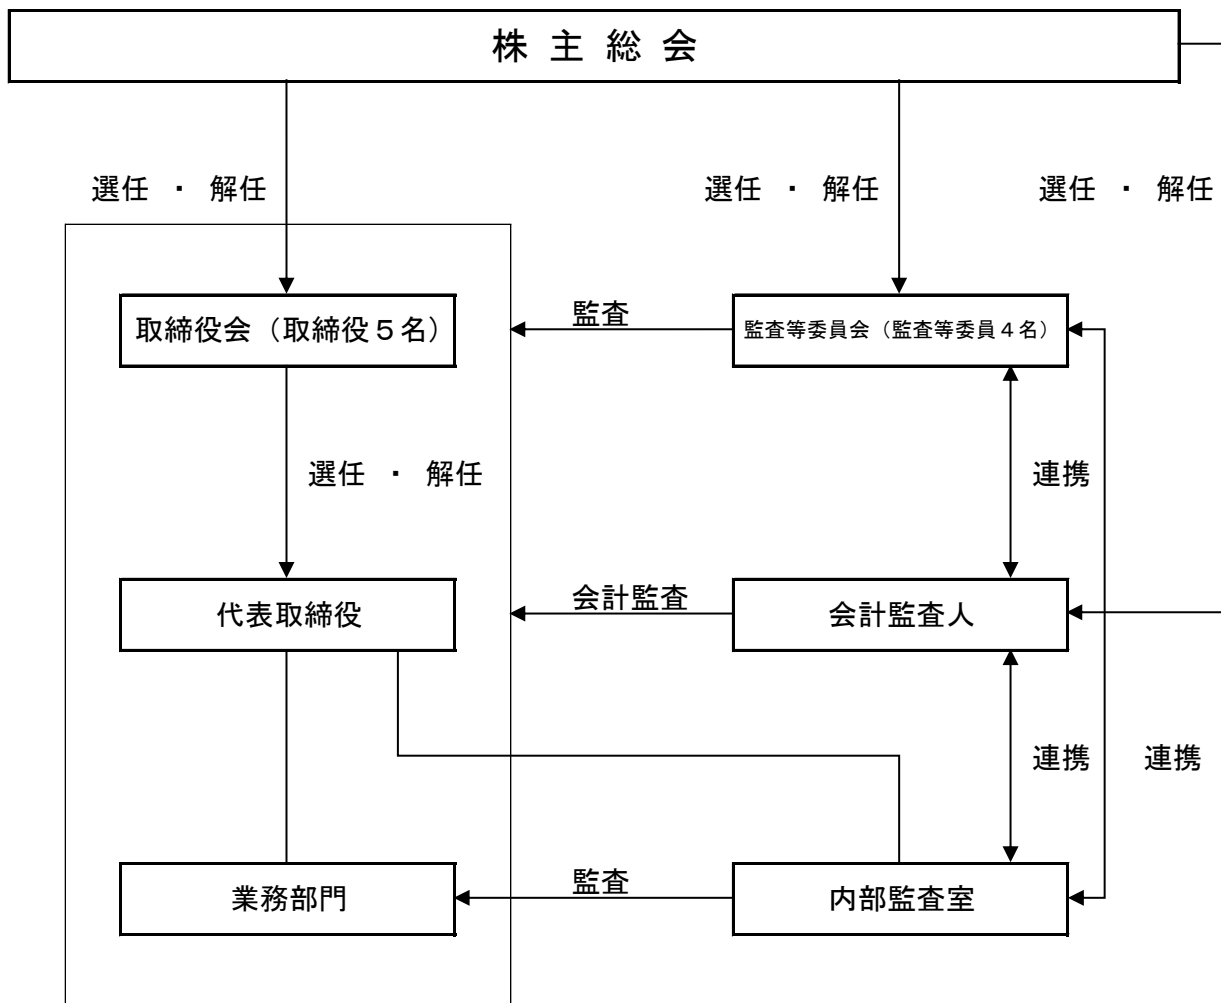 株 主 総 会
選任 ・ 解任
選任 ・ 解任
選任 ・ 解任
取締役会（取締役５名）
監査
監査等委員会（監査等委員４名）
選任 ・ 解任
連携
代表取締役
会計監査
会計監査人
連携
連携
業務部門
監査
内部監査室